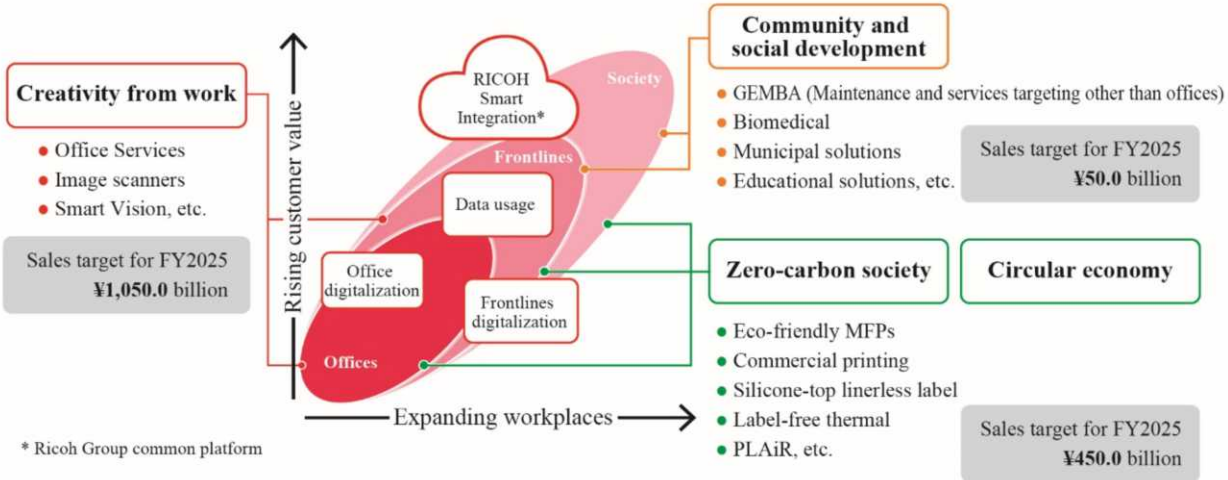 Creativity from work
● Office Services
● Image scanners
● Smart Vision, etc.
Sales target for FY2025
¥1,050.0 billion
Rising customer value
RICOH
Smart
Integration*
Society
Frontlines
Data usage
Office
digitalization
Frontlines
digitalization
Offices
Expanding workplaces
* Ricoh Group common platform
Community and
social development
● GEMBA (Maintenance and services targeting other than offices)
● Biomedical
● Municipal solutions
● Educational solutions, etc.
Sales target for FY2025
¥50.0 billion
Zero-carbon society
Circular economy
● Eco-friendly MFPs
● Commercial printing
● Silicone-top linerless label
● Label-free thermal
● PLAiR, etc.
Sales target for FY2025
¥450.0 billion